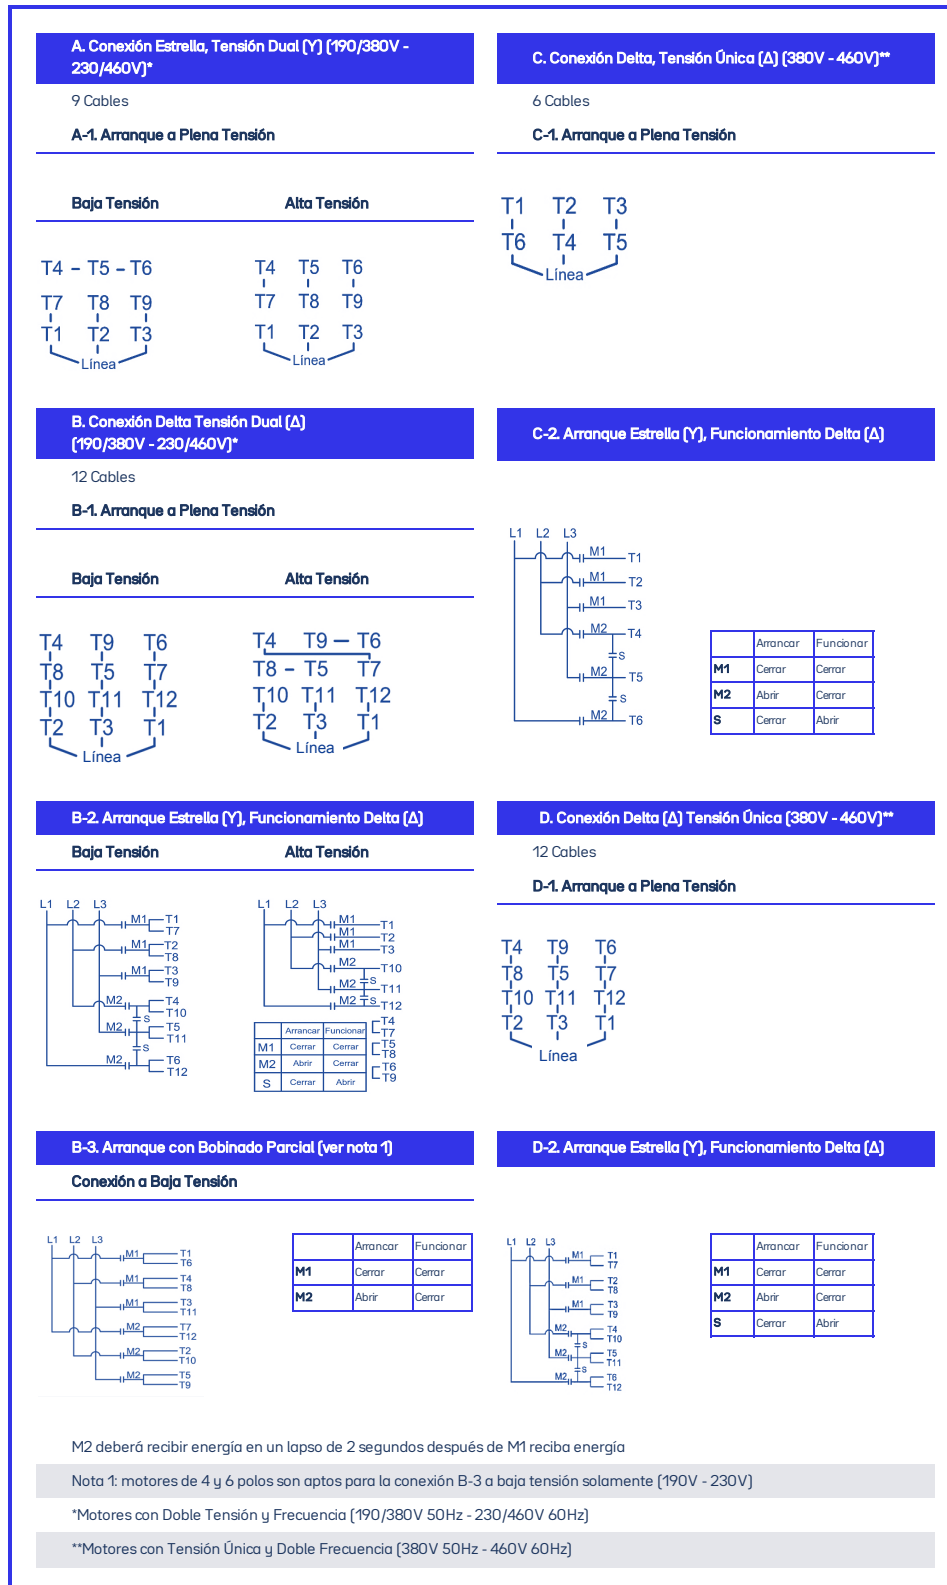 A. Conexión Estrella, Tensión Dual (Y) (190/380V -
230/460V)*
9 Cables
A-1. Arranque a Plena Tensión
Baja Tensión
Alta Tensión
T4 - T5 - T6
T7 T8 T9
T1 T2 T3
Línea
T4 T5 T6
T7 T8 T9
T1 T2 T3
Línea
C. Conexión Delta, Tensión Única (Δ) (380V - 460V)**
6 Cables
C-1. Arranque a Plena Tensión
T1 T2 T3
T6 T4 T5
Línea
B. Conexión Delta Tensión Dual (Δ)
(190/380V - 230/460V)*
12 Cables
B-1. Arranque a Plena Tensión
Baja Tensión
Alta Tensión
T4 T9 T6
T8 T5 T7
T10 T11 T12
T2 T3 T1
Línea
T4 T9 — T6
T8 - T5 T7
T10 T11 T12
T2 T3 T1
Línea
C-2. Arranque Estrella (Y), Funcionamiento Delta (Δ)
L1 L2 L3
M1 T1
M1 T2
M1 T3
M2 T4
S
M2 T5
S
M2 T6
Arrancar Funcionar
M1 Cerrar Cerrar
M2 Abrir Cerrar
S Cerrar Abrir
B-2. Arranque Estrella (Y), Funcionamiento Delta (Δ)
Baja Tensión
Alta Tensión
L1 L2 L3
M1 T1
T7
M1 T2
T8
M1 T3
T9
M2 T4
T10
S
M2 T5
T11
S
M2 T6
T12
L1 L2 L3
M1 T1
M1 T2
M1 T3
M2 T10
S
M2 T11
S
M2 T12
T4
T7
T5
T8
T6
T9
Arrancar Funcionar
M1 Cerrar Cerrar
M2 Abrir Cerrar
S Cerrar Abrir
D. Conexión Delta (Δ) Tensión Única (380V - 460V)**
12 Cables
D-1. Arranque a Plena Tensión
T4 T9 T6
T8 T5 T7
T10 T11 T12
T2 T3 T1
Línea
B-3. Arranque con Bobinado Parcial (ver nota 1)
Conexión a Baja Tensión
L1 L2 L3
M1 T1
T6
M1 T4
T8
M1 T3
T11
M2 T7
T12
M2 T2
T10
M2 T5
T9
Arrancar Funcionar
M1 Cerrar Cerrar
M2 Abrir Cerrar
D-2. Arranque Estrella (Y), Funcionamiento Delta (Δ)
L1 L2 L3
M1 T1
T7
M1 T2
T8
M1 T3
T9
M2 T4
T10
S
M2 T5
T11
S
M2 T6
T12
Arrancar Funcionar
M1 Cerrar Cerrar
M2 Abrir Cerrar
S Cerrar Abrir
M2 deberá recibir energía en un lapso de 2 segundos después de M1 reciba energía
Nota 1: motores de 4 y 6 polos son aptos para la conexión B-3 a baja tensión solamente (190V - 230V)
*Motores con Doble Tensión y Frecuencia (190/380V 50Hz - 230/460V 60Hz)
**Motores con Tensión Única y Doble Frecuencia (380V 50Hz - 460V 60Hz)